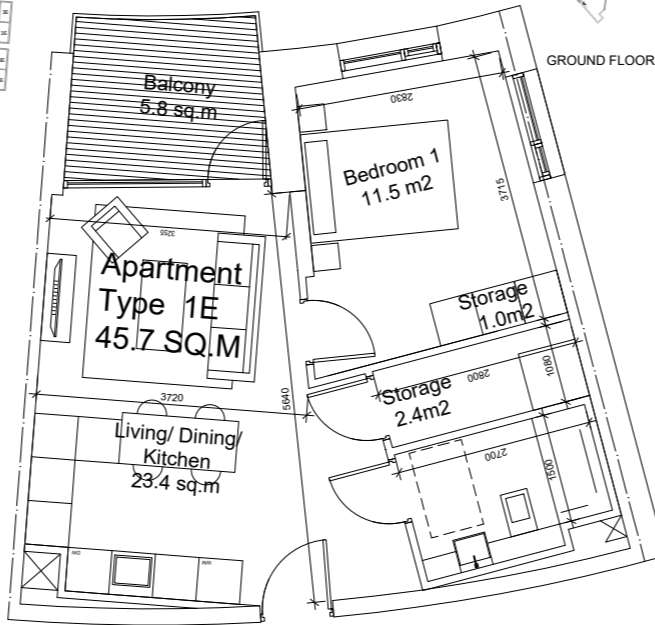 GROUND FLOOR
Balcony
5.8 sq.m
2830
Bedroom 1
11.5 m2
3715
3255
Apartment
Type 1E
45.7 SQ.M
Storage
1.0m2
3720
5640
Storage
2.4m2
2800
1080
Living/ Dining/
Kitchen
23.4 sq.m
2700
1500
DW
WM